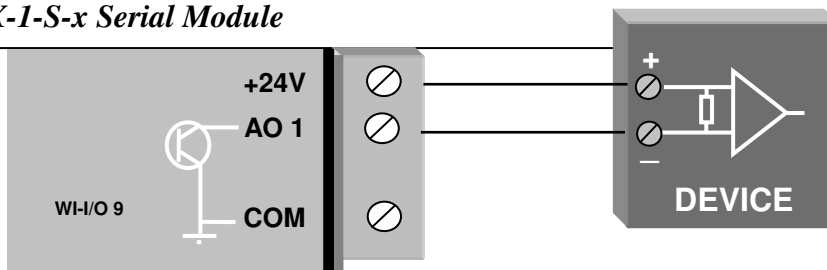 X-1-S-x Serial Module
+24V
AO 1
WI-I/O 9
COM
+
–
DEVICE